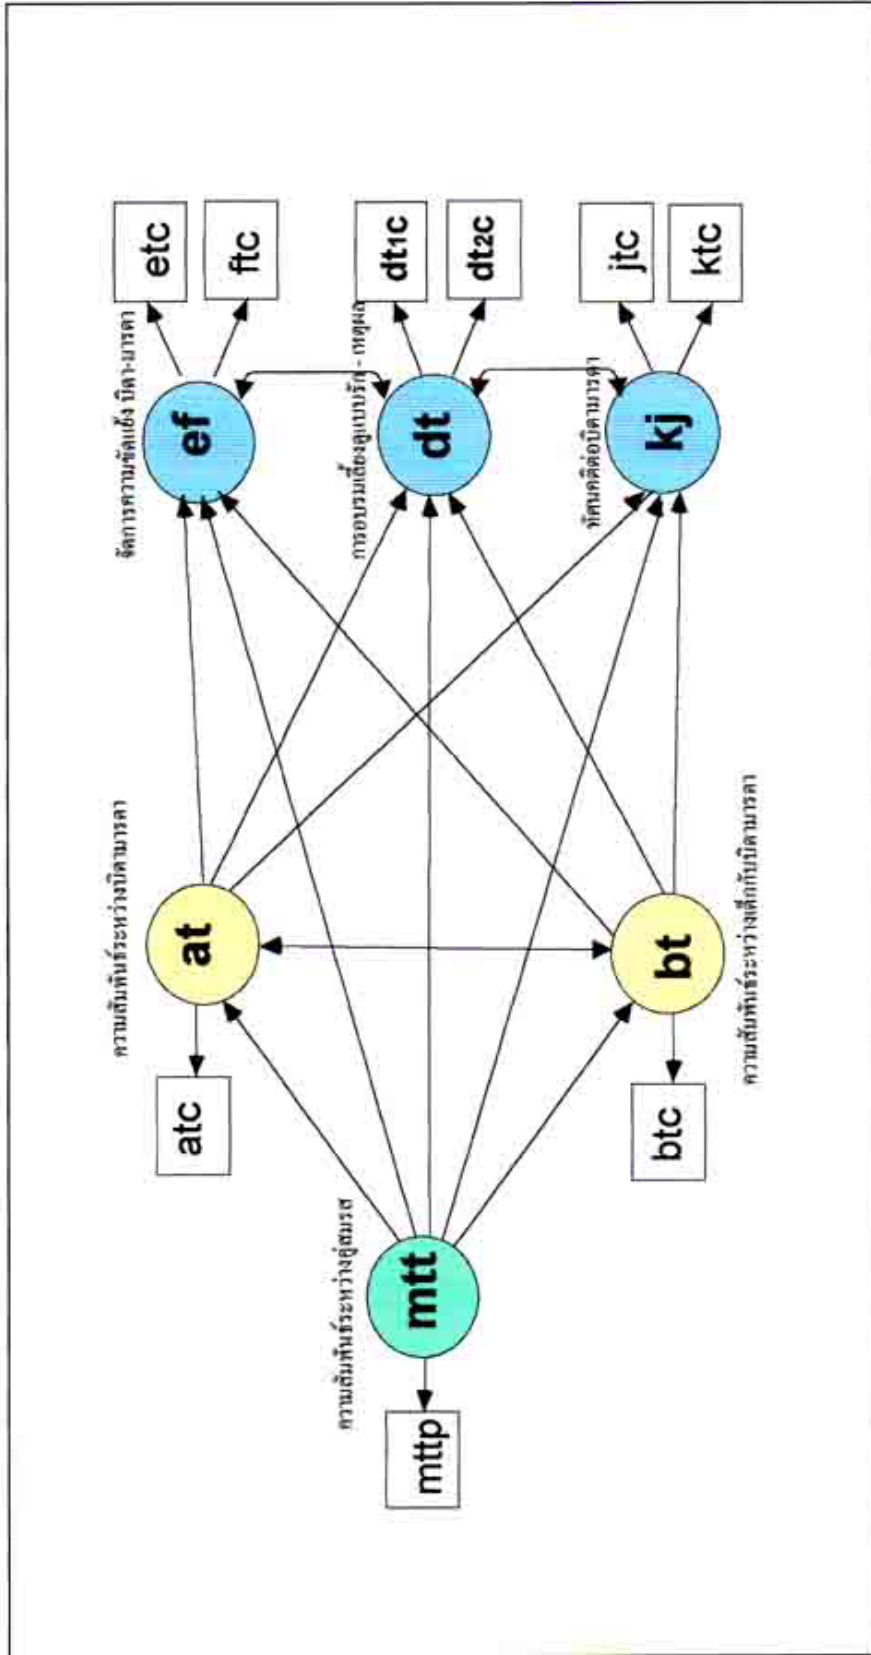 จัดการความขัดแย้ง บิดา-มารดา
ef
etc
ftc
การอบรมเลี้ยงดูแบบรัก - เหตุผล
dt
dt1c
dt2c
ทัศนคติต่อบิดามารดา
kj
jtc
ktc
ความสัมพันธ์ระหว่างบิดามารดา
at
atc
bt
btc
ความสัมพันธ์ระหว่างเด็กกับบิดามารดา
ความสัมพันธ์ระหว่างคู่สมรส
mtt
mttp